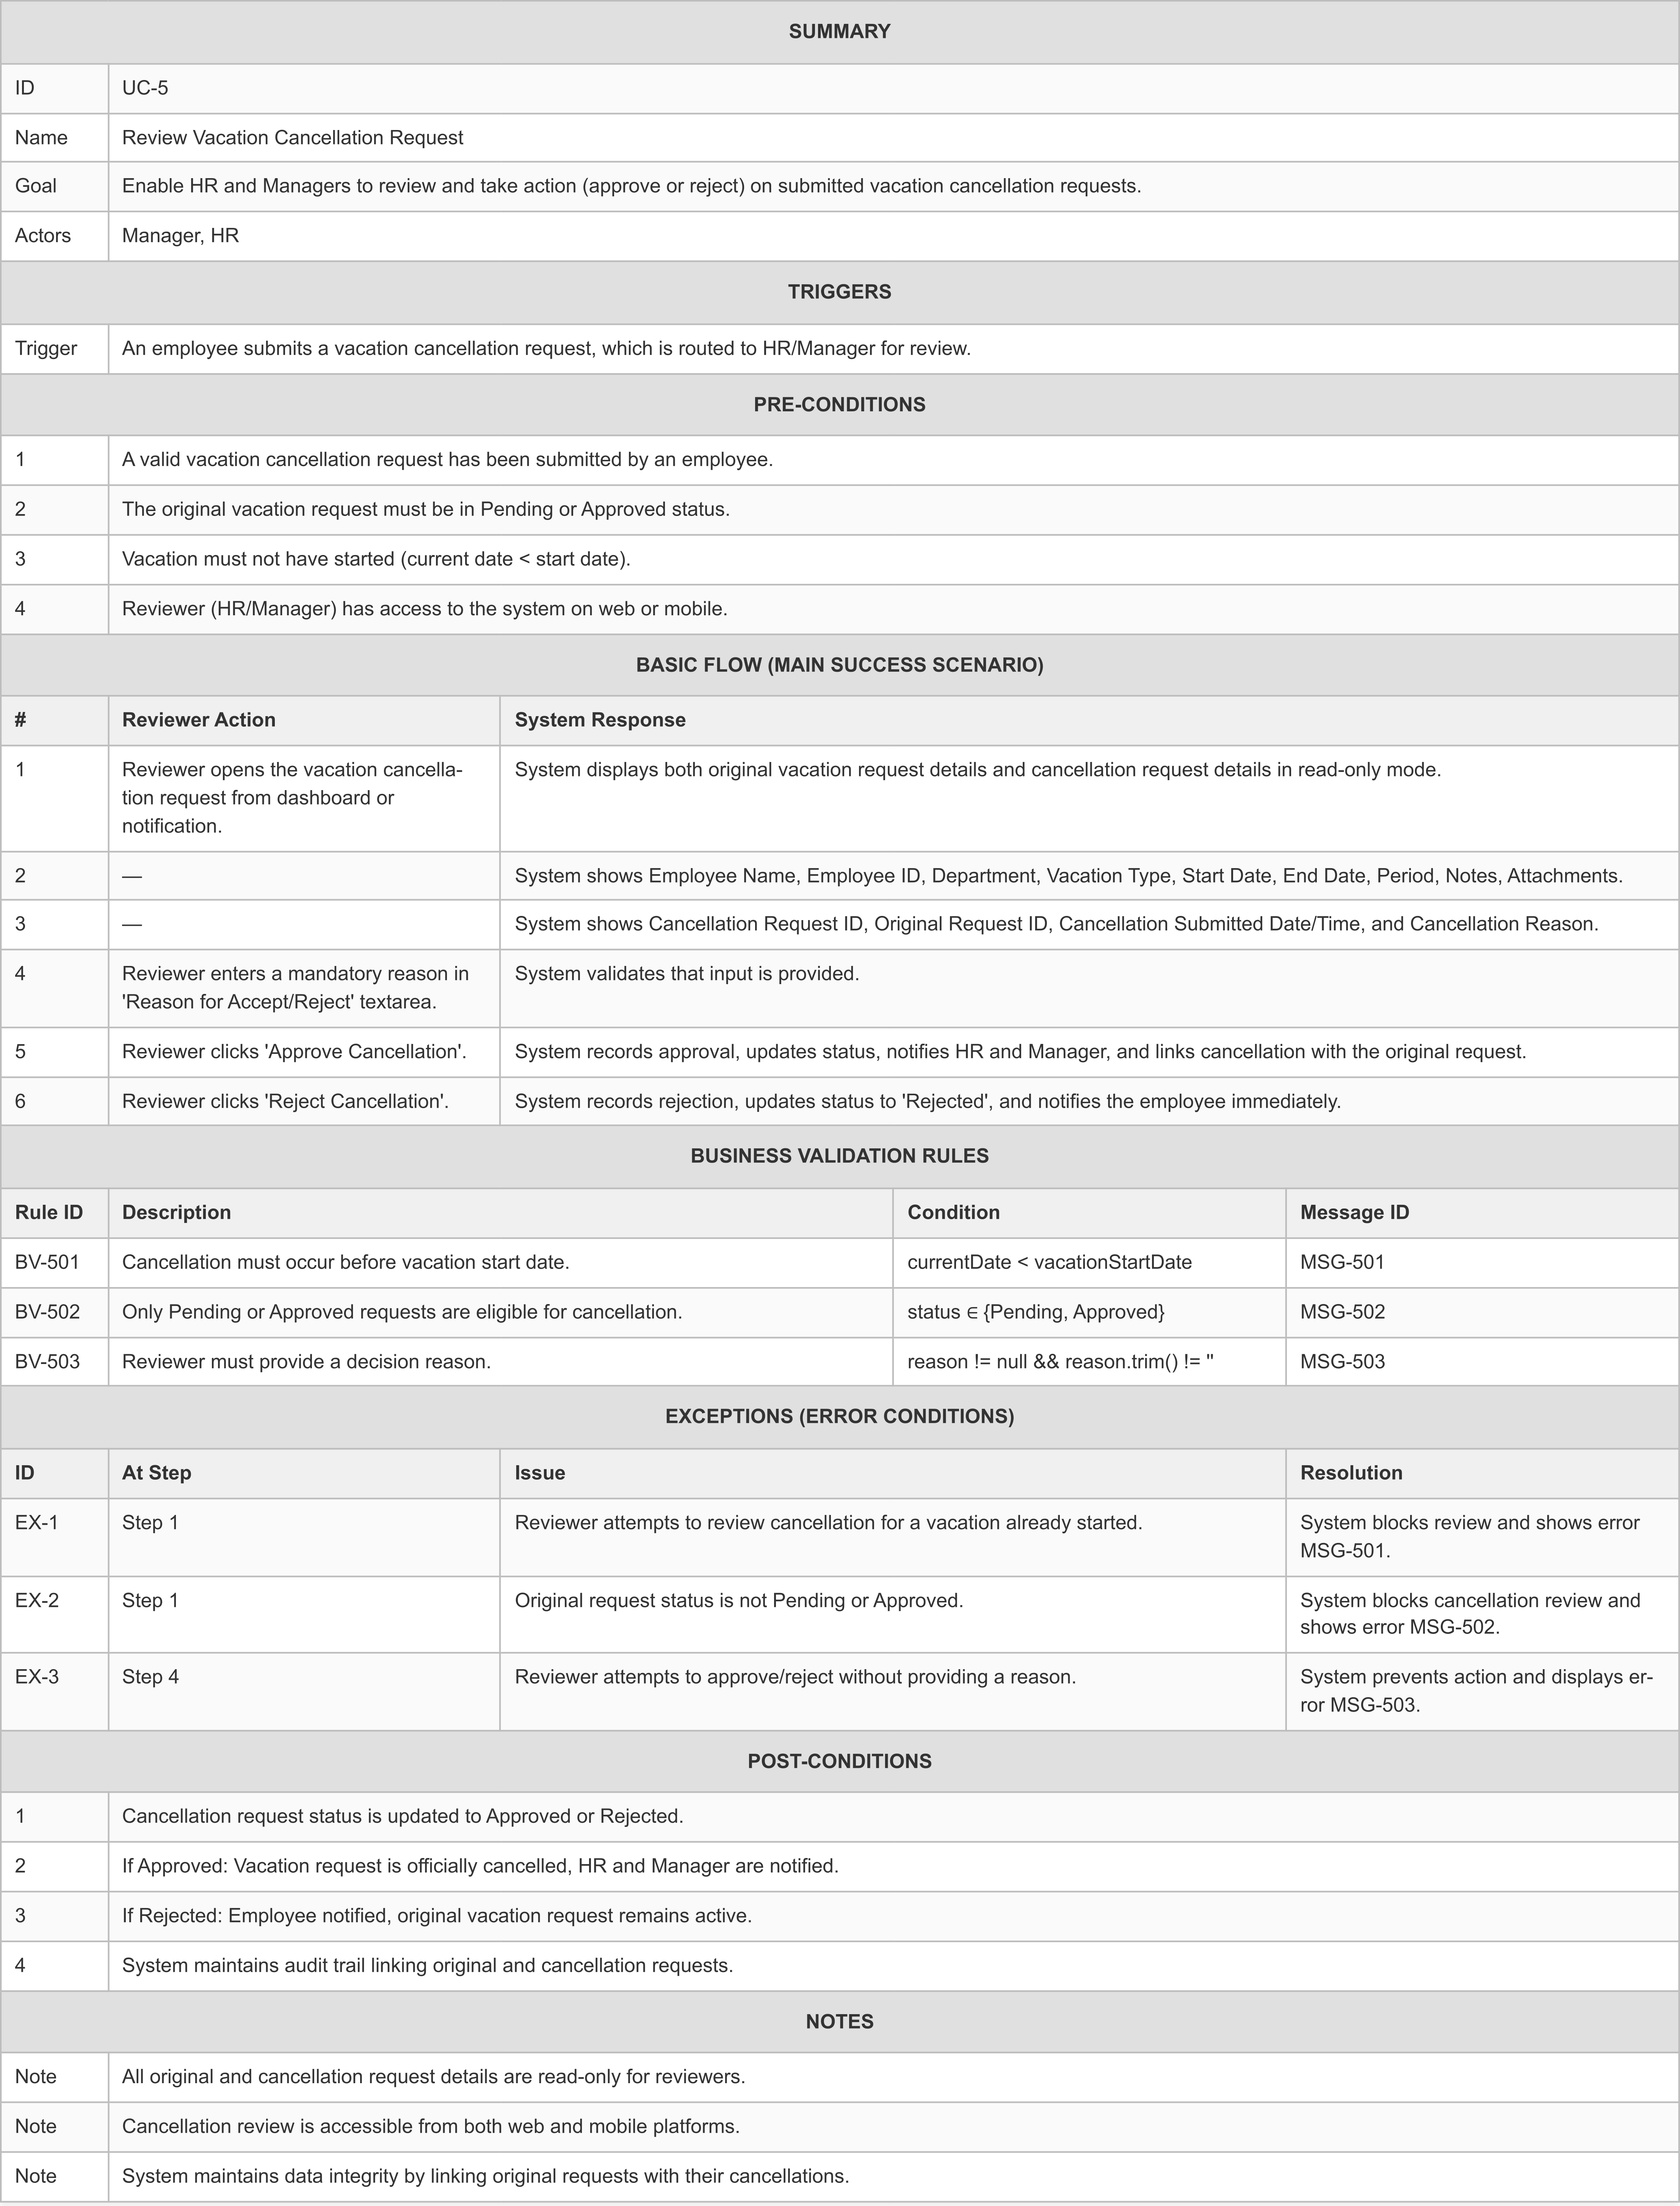 SUMMARY
ID UC-5
Name Review Vacation Cancellation Request
Goal Enable HR and Managers to review and take action (approve or reject) on submitted vacation cancellation requests.
Actors Manager, HR
TRIGGERS
Trigger An employee submits a vacation cancellation request, which is routed to HR/Manager for review.
PRE-CONDITIONS
1 A valid vacation cancellation request has been submitted by an employee.
2 The original vacation request must be in Pending or Approved status.
3 Vacation must not have started (current date < start date).
4 Reviewer (HR/Manager) has access to the system on web or mobile.
BASIC FLOW (MAIN SUCCESS SCENARIO)
# Reviewer Action System Response
1 Reviewer opens the vacation cancella- System displays both original vacation request details and cancellation request details in read-only mode.
tion request from dashboard or
notification.
2 — System shows Employee Name, Employee ID, Department, Vacation Type, Start Date, End Date, Period, Notes, Attachments.
3 — System shows Cancellation Request ID, Original Request ID, Cancellation Submitted Date/Time, and Cancellation Reason.
4 Reviewer enters a mandatory reason in System validates that input is provided.
'Reason for Accept/Reject' textarea.
5 Reviewer clicks 'Approve Cancellation'. System records approval, updates status, notifies HR and Manager, and links cancellation with the original request.
6 Reviewer clicks 'Reject Cancellation'. System records rejection, updates status to 'Rejected', and notifies the employee immediately.
BUSINESS VALIDATION RULES
Rule ID Description Condition Message ID
BV-501 Cancellation must occur before vacation start date. currentDate < vacationStartDate MSG-501
BV-502 Only Pending or Approved requests are eligible for cancellation. status ∈ {Pending, Approved} MSG-502
BV-503 Reviewer must provide a decision reason. reason != null && reason.trim() != '' MSG-503
EXCEPTIONS (ERROR CONDITIONS)
ID At Step Issue Resolution
EX-1 Step 1 Reviewer attempts to review cancellation for a vacation already started. System blocks review and shows error
MSG-501.
EX-2 Step 1 Original request status is not Pending or Approved. System blocks cancellation review and
shows error MSG-502.
EX-3 Step 4 Reviewer attempts to approve/reject without providing a reason. System prevents action and displays er-
ror MSG-503.
POST-CONDITIONS
1 Cancellation request status is updated to Approved or Rejected.
2 If Approved: Vacation request is officially cancelled, HR and Manager are notified.
3 If Rejected: Employee notified, original vacation request remains active.
4 System maintains audit trail linking original and cancellation requests.
NOTES
Note All original and cancellation request details are read-only for reviewers.
Note Cancellation review is accessible from both web and mobile platforms.
Note System maintains data integrity by linking original requests with their cancellations.